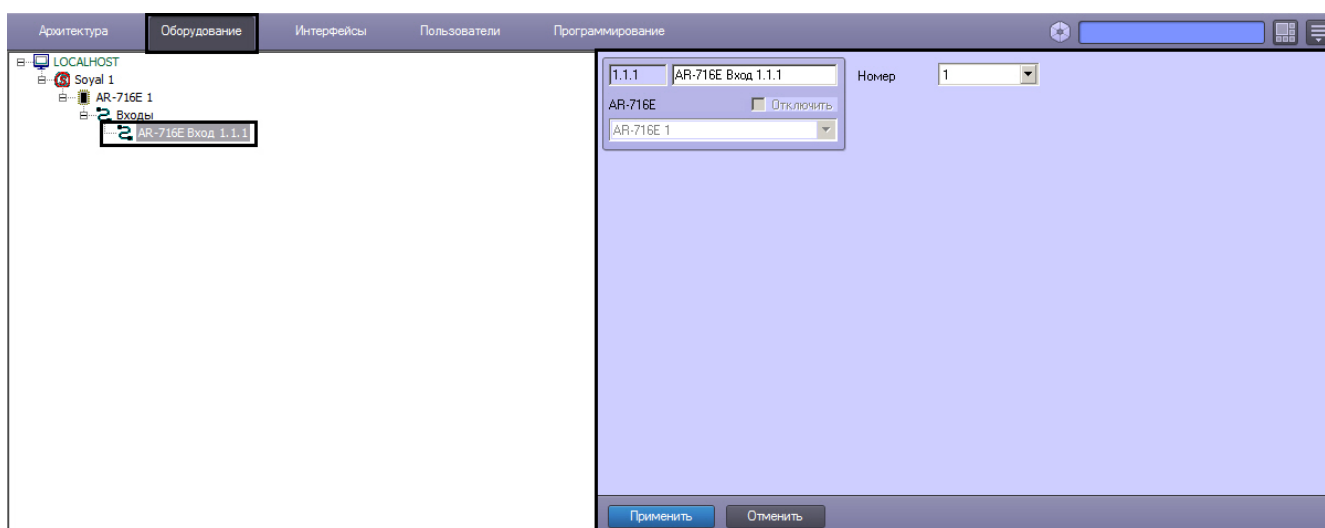 Архитектура Оборудование Интерфейсы Пользователи Программирование
LOCALHOST
Soyal 1
AR-716E 1
Входы
AR-716E Вход 1.1.1
1.1.1 AR-716E Вход 1.1.1 Номер 1
AR-716E Отключить
AR-716E 1
Применить Отменить